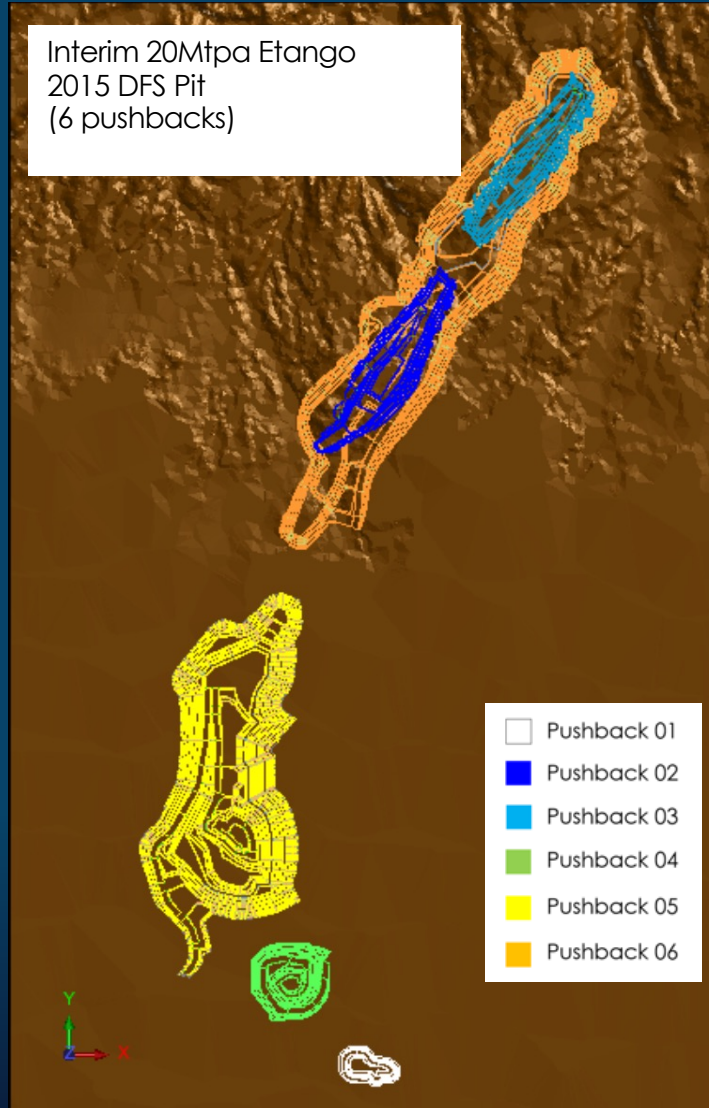 Interim 20Mtpa Etango
2015 DFS Pit
(6 pushbacks)
Pushback 01
Pushback 02
Pushback 03
Pushback 04
Pushback 05
Pushback 06
Y
Z
X